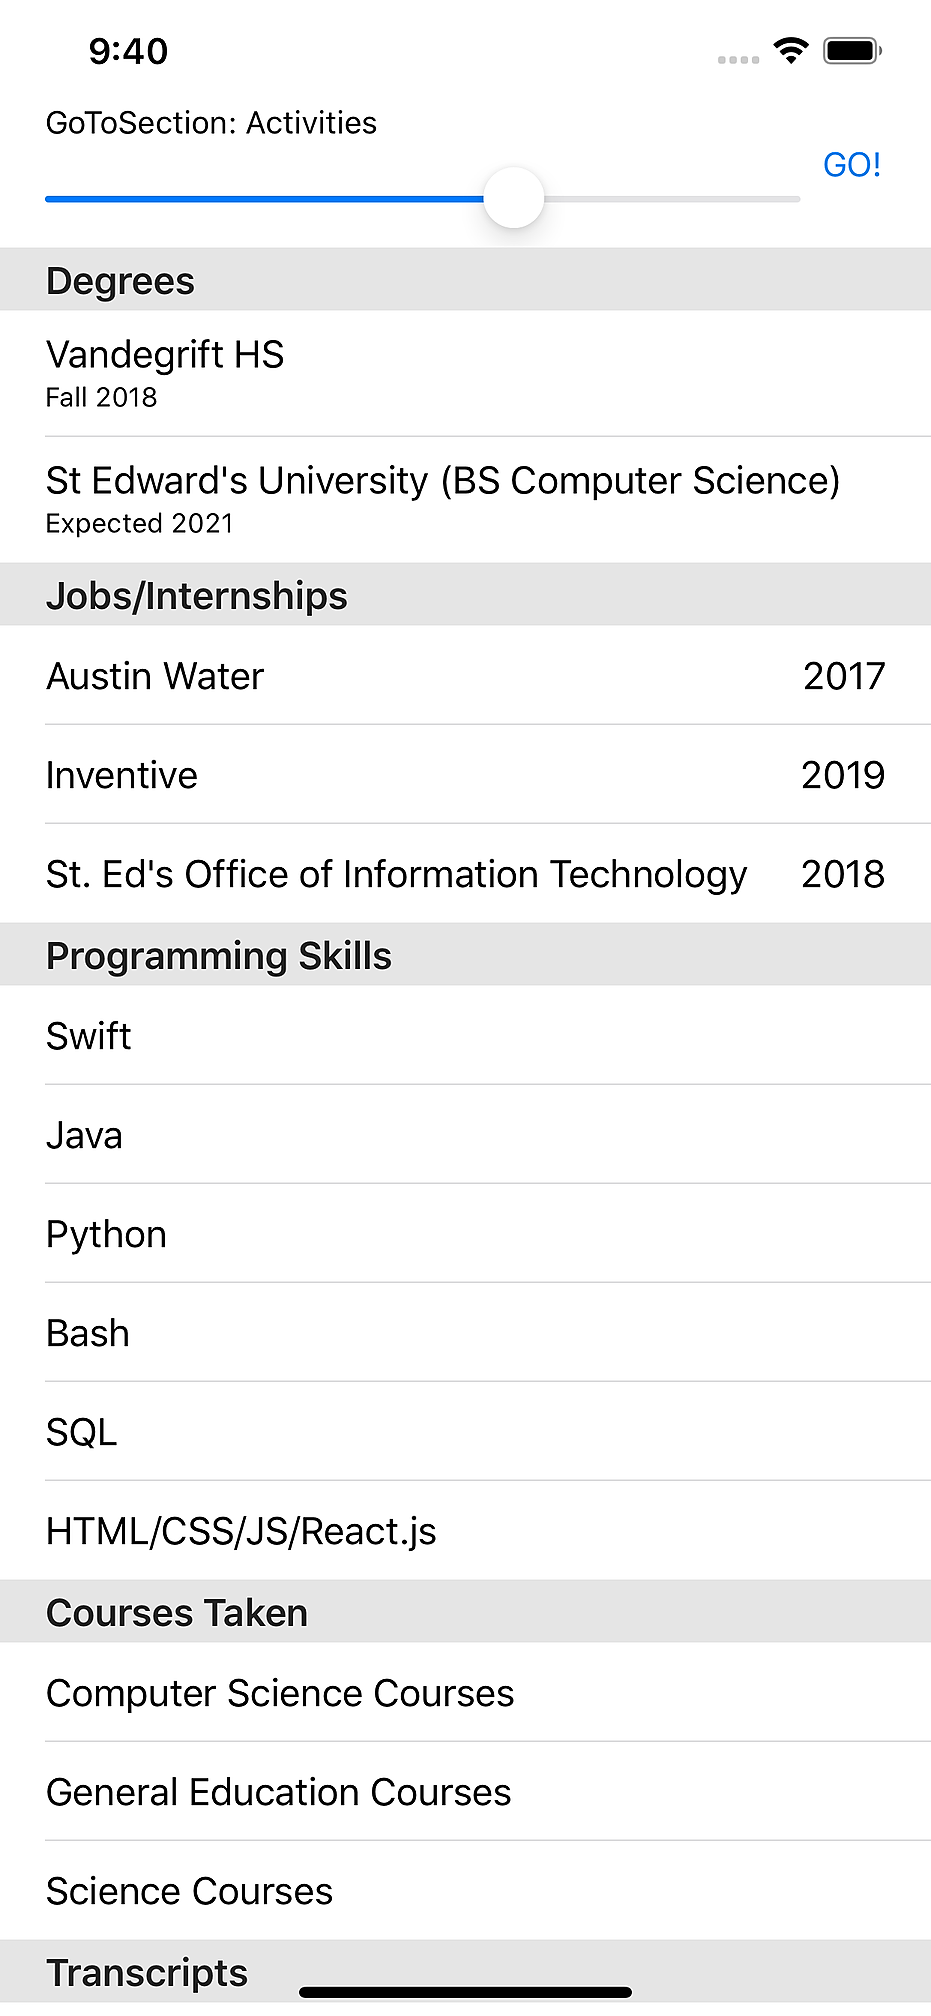 9:40
GoToSection: Activities
GO!
Degrees
Vandegrift HS
Fall 2018
St Edward's University (BS Computer Science)
Expected 2021
Jobs/Internships
Austin Water 2017
Inventive 2019
St. Ed's Office of Information Technology 2018
Programming Skills
Swift
Java
Python
Bash
SQL
HTML/CSS/JS/React.js
Courses Taken
Computer Science Courses
General Education Courses
Science Courses
Transcripts